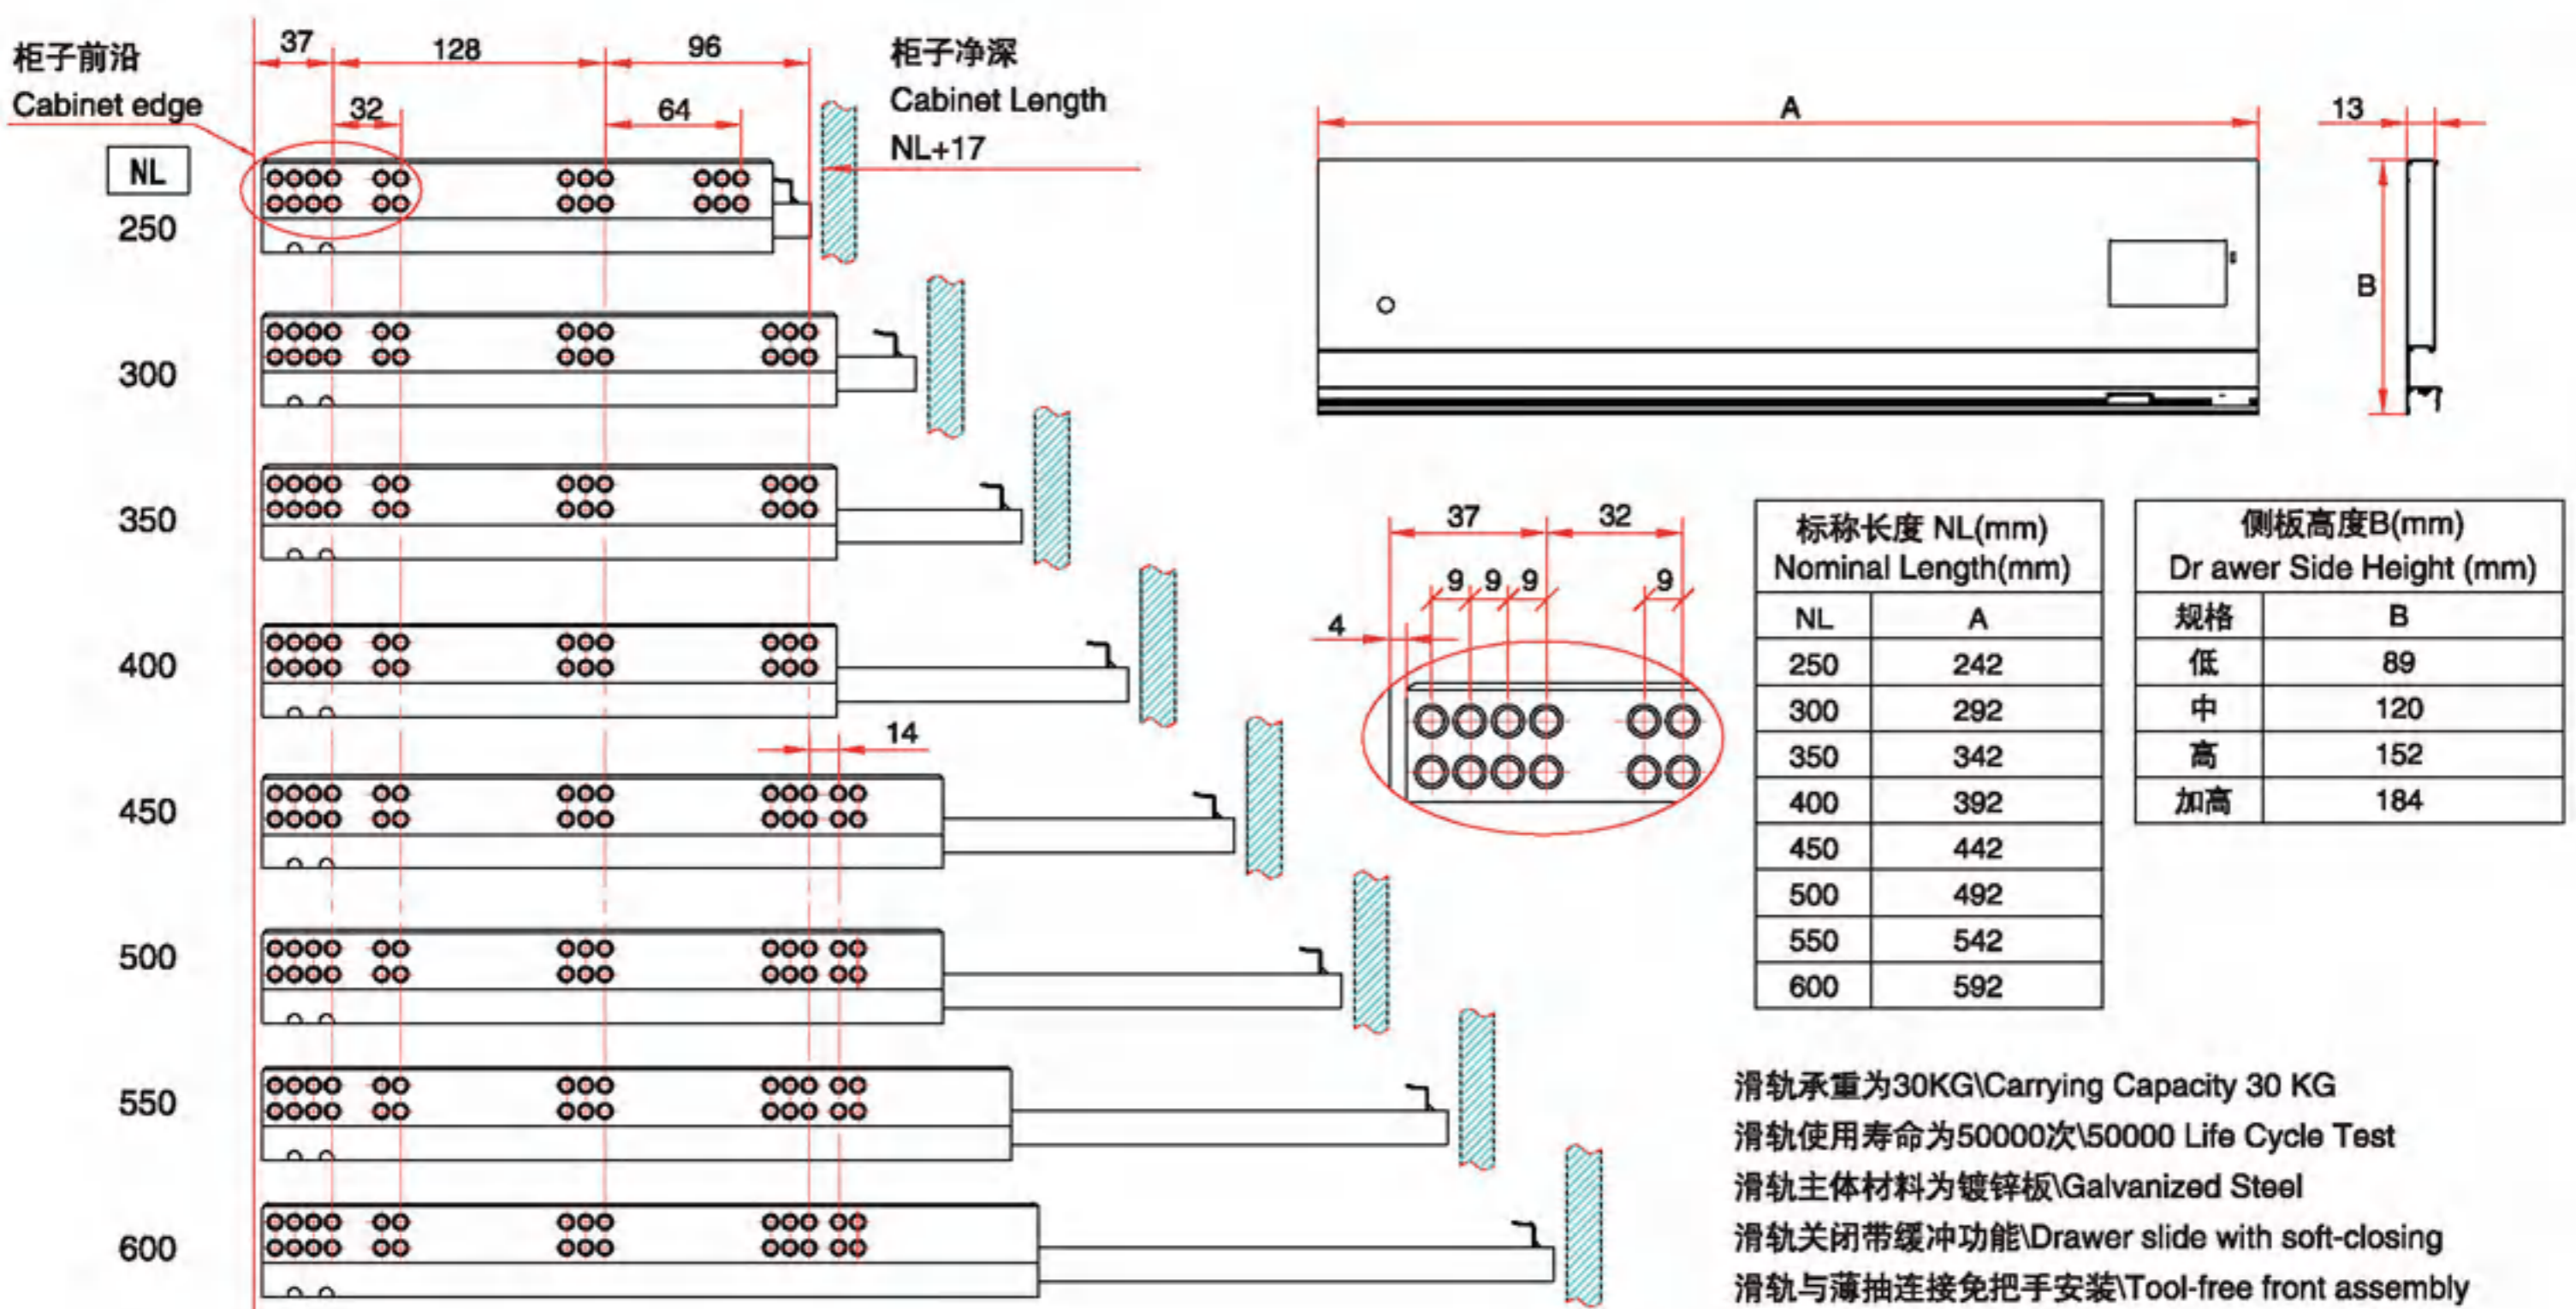 37
128
96
柜子前沿
Cabinet edge
32
64
柜子净深
Cabinet Length
NL+17
NL
250
300
350
400
450
500
550
600
14
A
13
B
37
32
9
9
9
9
4
标称长度 NL(mm)
Nominal Length(mm)
NL A
250 242
300 292
350 342
400 392
450 442
500 492
550 542
600 592
侧板高度B(mm)
Dr awer Side Height (mm)
规格 B
低 89
中 120
高 152
加高 184
滑轨承重为30KG\Carrying Capacity 30 KG
滑轨使用寿命为50000次\50000 Life Cycle Test
滑轨主体材料为镀锌板\Galvanized Steel
滑轨关闭带缓冲功能\Drawer slide with soft-closing
滑轨与薄抽连接免把手安装\Tool-free front assembly